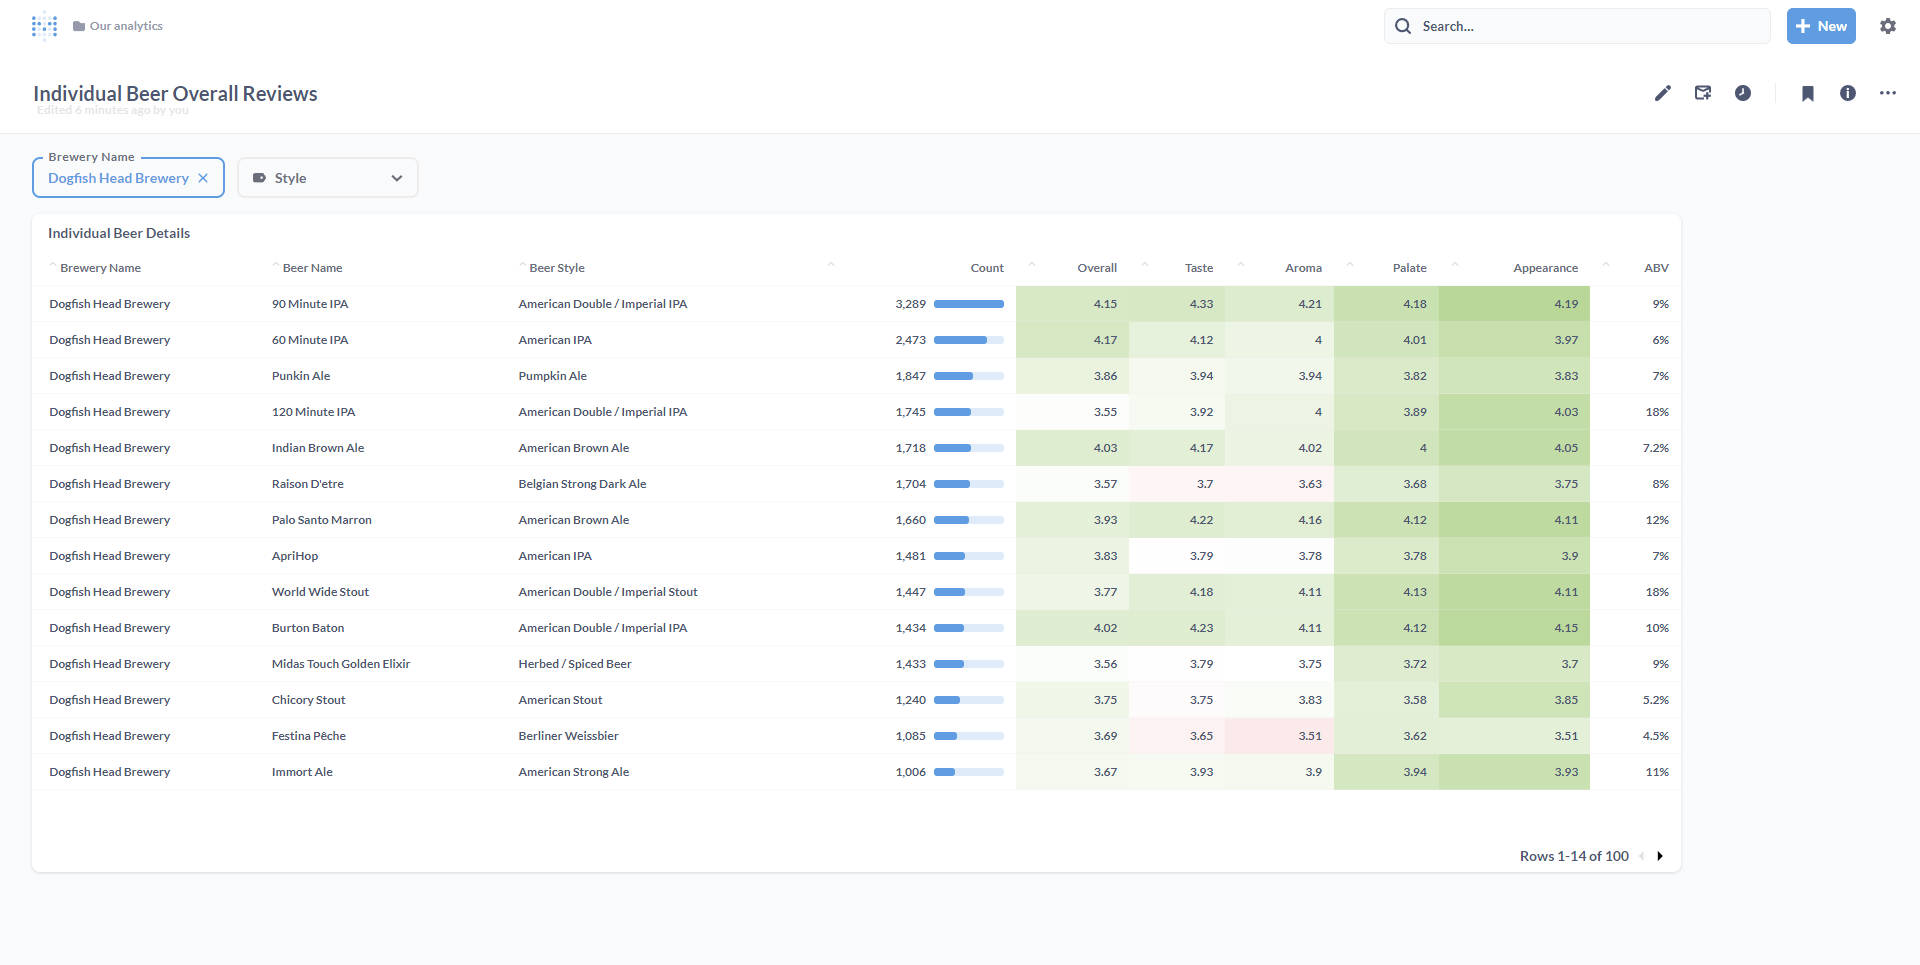 Our analytics
Search...
New
Individual Beer Overall Reviews
Edited 6 minutes ago by you
Brewery Name
Dogfish Head Brewery
Style
Individual Beer Details
Brewery Name Beer Name Beer Style Count Overall Taste Aroma Palate Appearance ABV
Dogfish Head Brewery 90 Minute IPA American Double / Imperial IPA 3,289 4.15 4.33 4.21 4.18 4.19 9%
Dogfish Head Brewery 60 Minute IPA American IPA 2,473 4.17 4.12 4 4.01 3.97 6%
Dogfish Head Brewery Punkin Ale Pumpkin Ale 1,847 3.86 3.94 3.94 3.82 3.83 7%
Dogfish Head Brewery 120 Minute IPA American Double / Imperial IPA 1,745 3.55 3.92 4 3.89 4.03 18%
Dogfish Head Brewery Indian Brown Ale American Brown Ale 1,718 4.03 4.17 4.02 4 4.05 7.2%
Dogfish Head Brewery Raison D'etre Belgian Strong Dark Ale 1,704 3.57 3.7 3.63 3.68 3.75 8%
Dogfish Head Brewery Palo Santo Marron American Brown Ale 1,660 3.93 4.22 4.16 4.12 4.11 12%
Dogfish Head Brewery ApriHop American IPA 1,481 3.83 3.79 3.78 3.78 3.9 7%
Dogfish Head Brewery World Wide Stout American Double / Imperial Stout 1,447 3.77 4.18 4.11 4.13 4.11 18%
Dogfish Head Brewery Burton Baton American Double / Imperial IPA 1,434 4.02 4.23 4.11 4.12 4.15 10%
Dogfish Head Brewery Midas Touch Golden Elixir Herbed / Spiced Beer 1,433 3.56 3.79 3.75 3.72 3.7 9%
Dogfish Head Brewery Chicory Stout American Stout 1,240 3.75 3.75 3.83 3.58 3.85 5.2%
Dogfish Head Brewery Festina Pêche Berliner Weissbier 1,085 3.69 3.65 3.51 3.62 3.51 4.5%
Dogfish Head Brewery Immort Ale American Strong Ale 1,006 3.67 3.93 3.9 3.94 3.93 11%
Rows 1-14 of 100